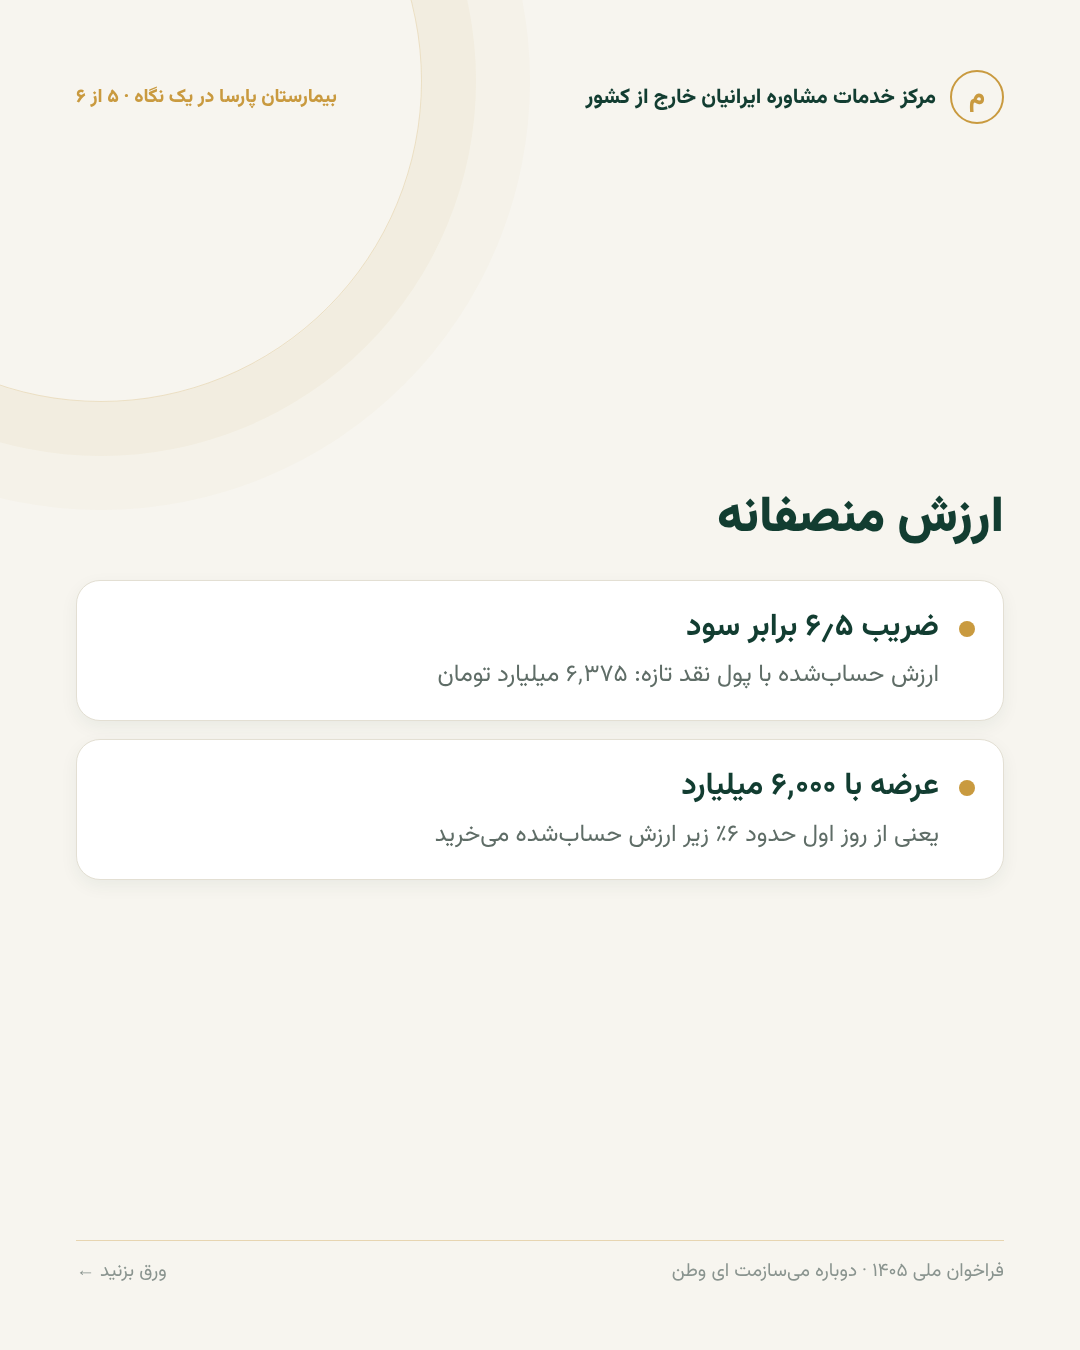 م
مرکز خدمات مشاوره ایرانیان خارج از کشور
بیمارستان پارسا در یک نگاه · ۵ از ۶
ارزش منصفانه
ضریب ۶٫۵ برابر سود
ارزش حساب‌شده با پول نقد تازه: ۶,۳۷۵ میلیارد تومان
عرضه با ۶,۰۰۰ میلیارد
یعنی از روز اول حدود ۶٪ زیر ارزش حساب‌شده می‌خرید
فراخوان ملی ۱۴۰۵ · دوباره می‌سازمت ای وطن
ورق بزنید ←